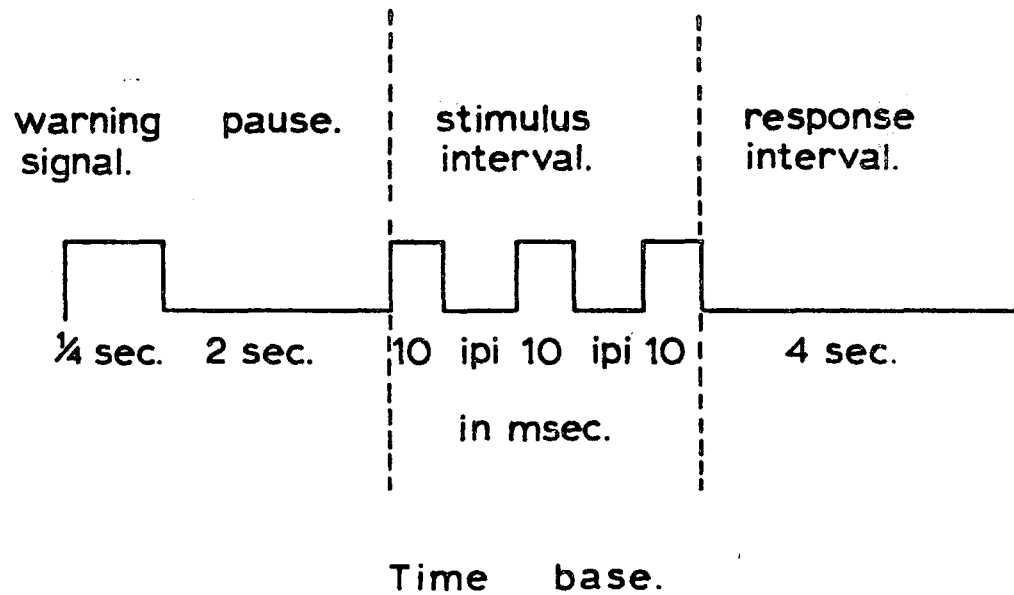 warning signal.
pause.
stimulus interval.
response interval.
¼ sec. 2 sec. 10 ipi 10 ipi 10 4 sec.
in msec.
Time base.